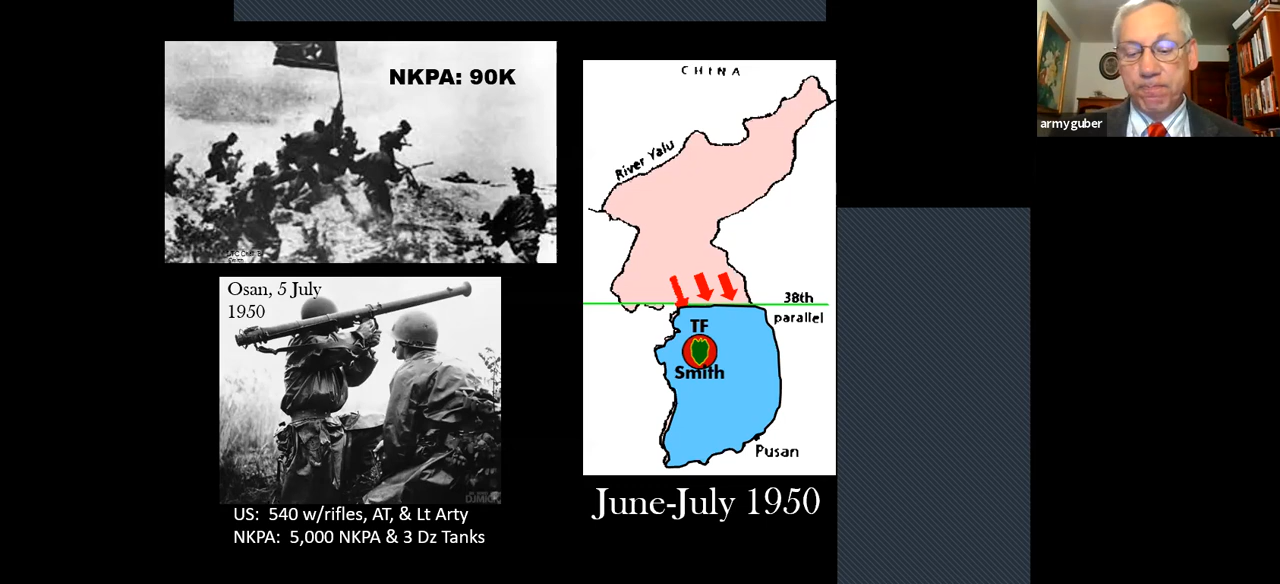 NKPA: 90K
Osan, 5 July
1950
US: 540 w/rifles, AT, & Lt Arty
NKPA: 5,000 NKPA & 3 Dz Tanks
CHINA
River Yalu
38th
parallel
TF
Smith
Pusan
June-July 1950
armyguber